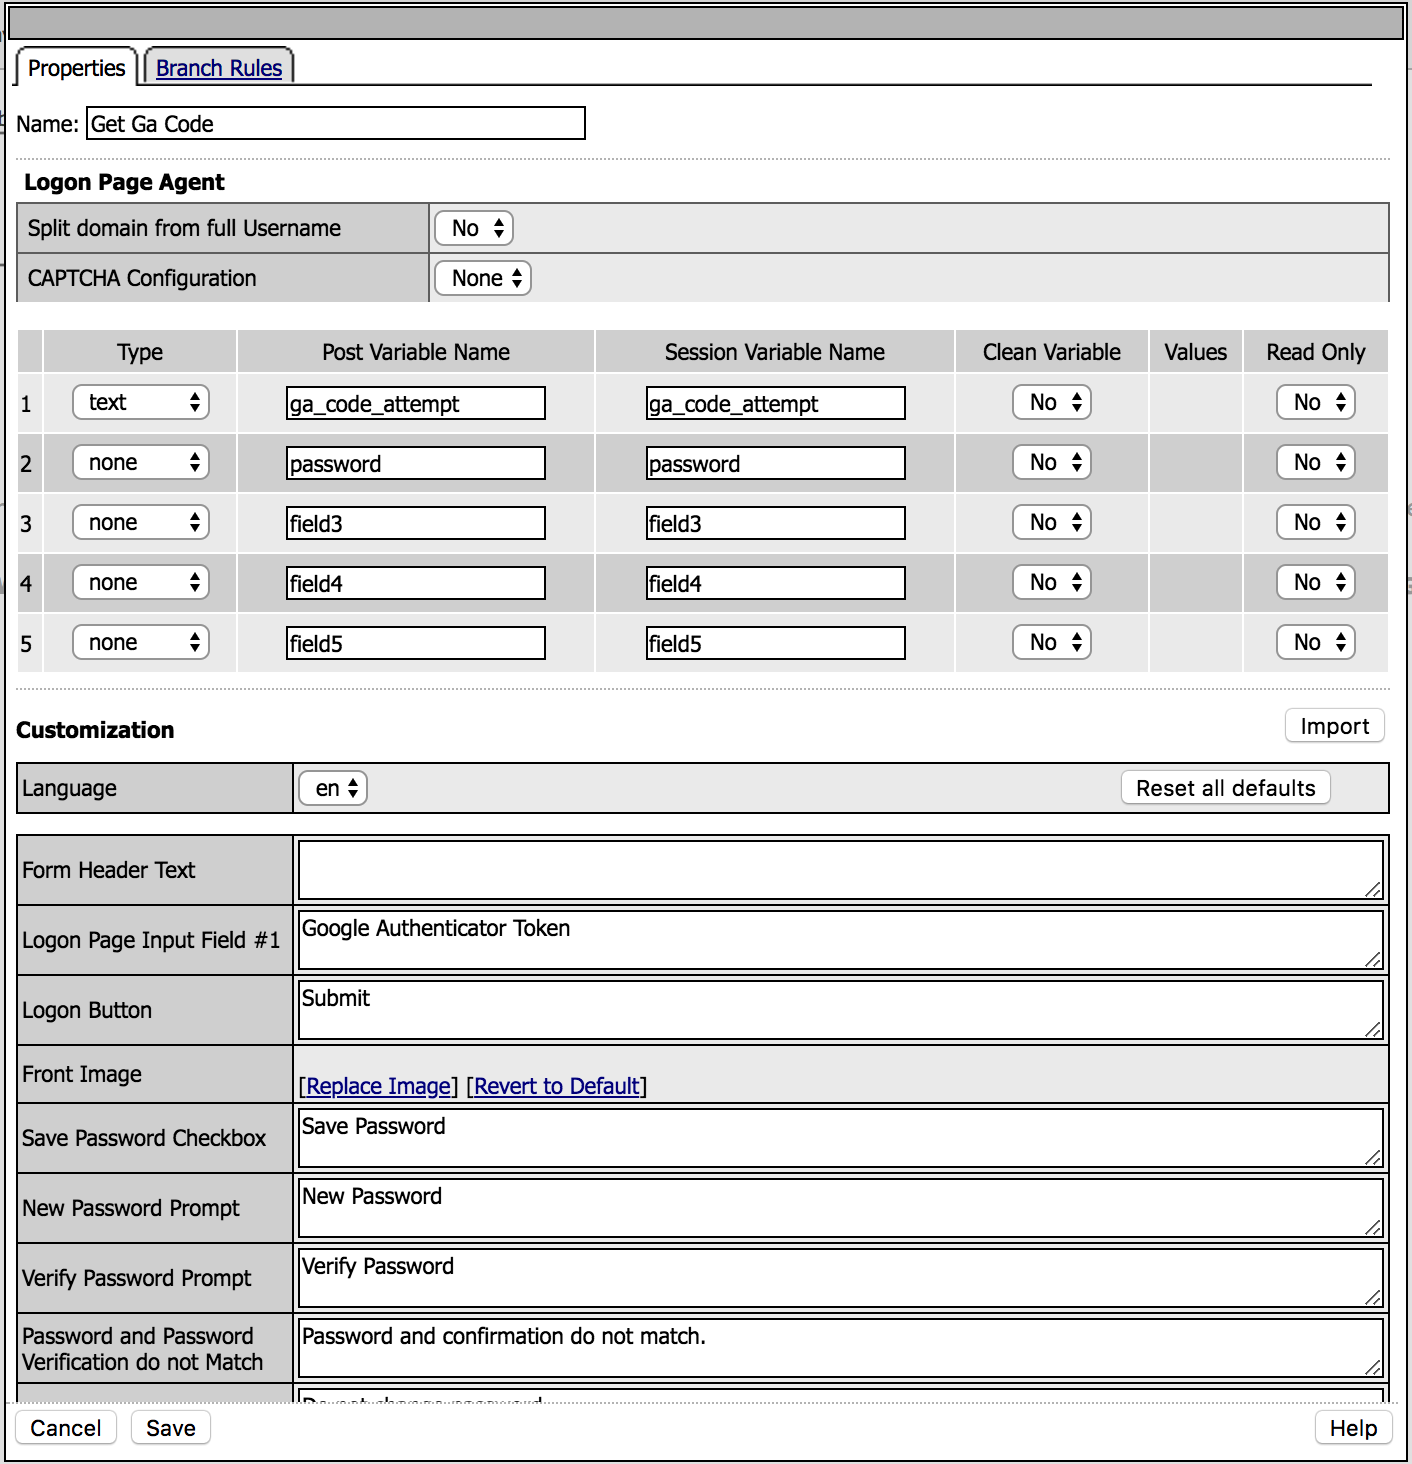 Properties Branch Rules
Name: Get Ga Code
Logon Page Agent
Split domain from full Username No
CAPTCHA Configuration None
Type Post Variable Name Session Variable Name Clean Variable Values Read Only
1 text ga_code_attempt ga_code_attempt No No
2 none password password No No
3 none field3 field3 No No
4 none field4 field4 No No
5 none field5 field5 No No
Customization Import
Language en Reset all defaults
Form Header Text
Logon Page Input Field #1 Google Authenticator Token
Logon Button Submit
Front Image [Replace Image] [Revert to Default]
Save Password Checkbox Save Password
New Password Prompt New Password
Verify Password Prompt Verify Password
Password and Password Verification do not Match Password and confirmation do not match.
Do not change password
Cancel Save Help